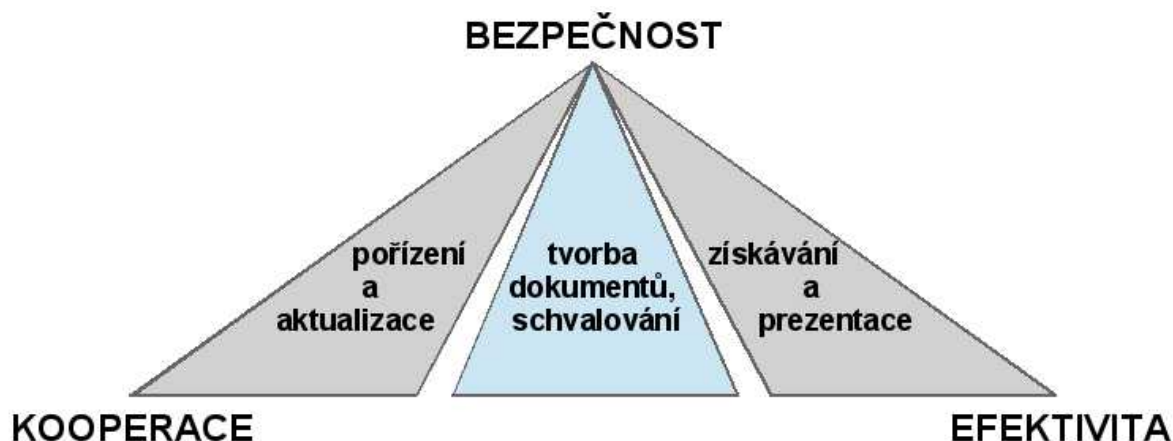 BEZPEČNOST
pořízení
a
aktualizace
tvorba
dokumentů,
schvalování
získávání
a
prezentace
KOOPERACE
EFEKTIVITA